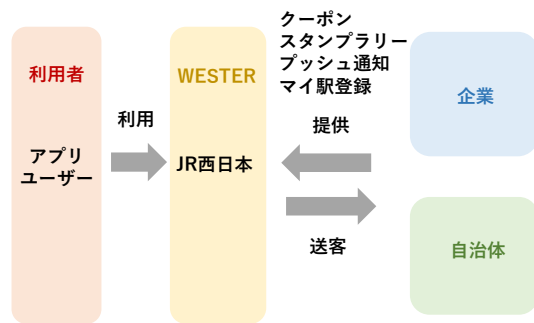 利用者
アプリ
ユーザー
利用
WESTER
JR西日本
クーポン
スタンプラリー
プッシュ通知
マイ駅登録
提供
送客
企業
自治体